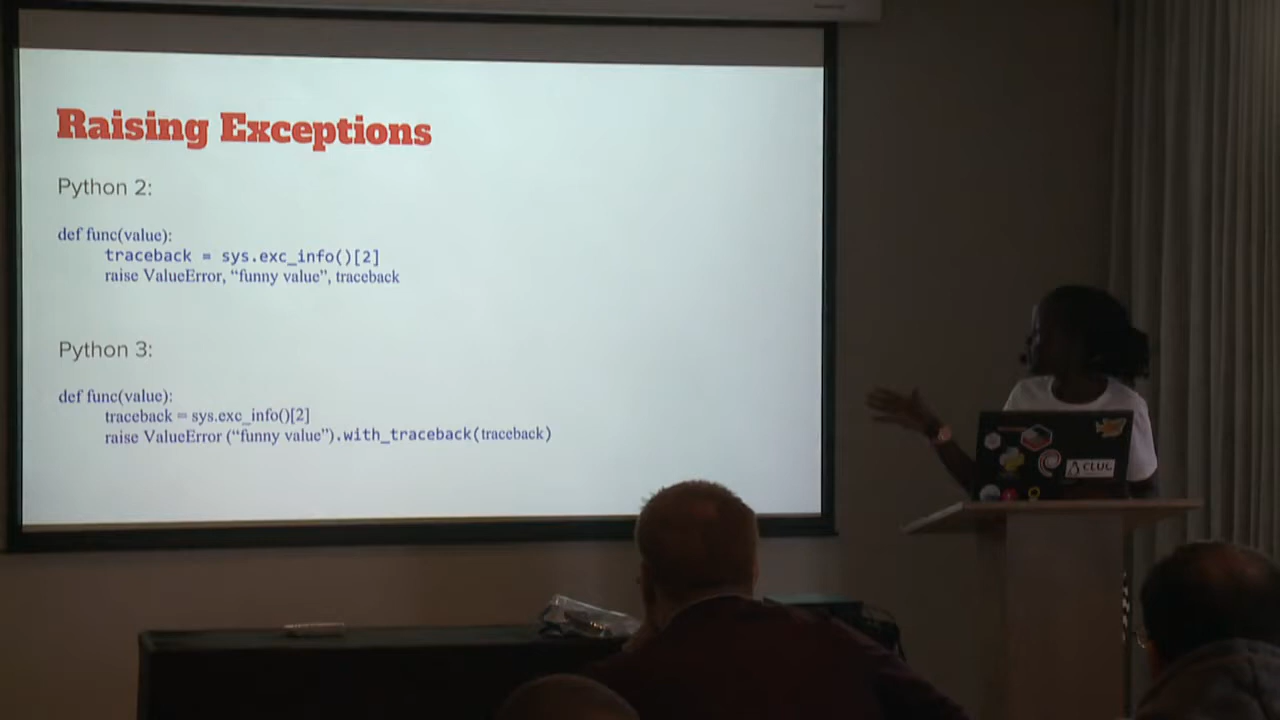 Raising Exceptions
Python 2:
def func(value):
traceback = sys.exc_info()[2]
raise ValueError, “funny value”, traceback
Python 3:
def func(value):
traceback = sys.exc_info()[2]
raise ValueError (“funny value”).with_traceback(traceback)
CLUG